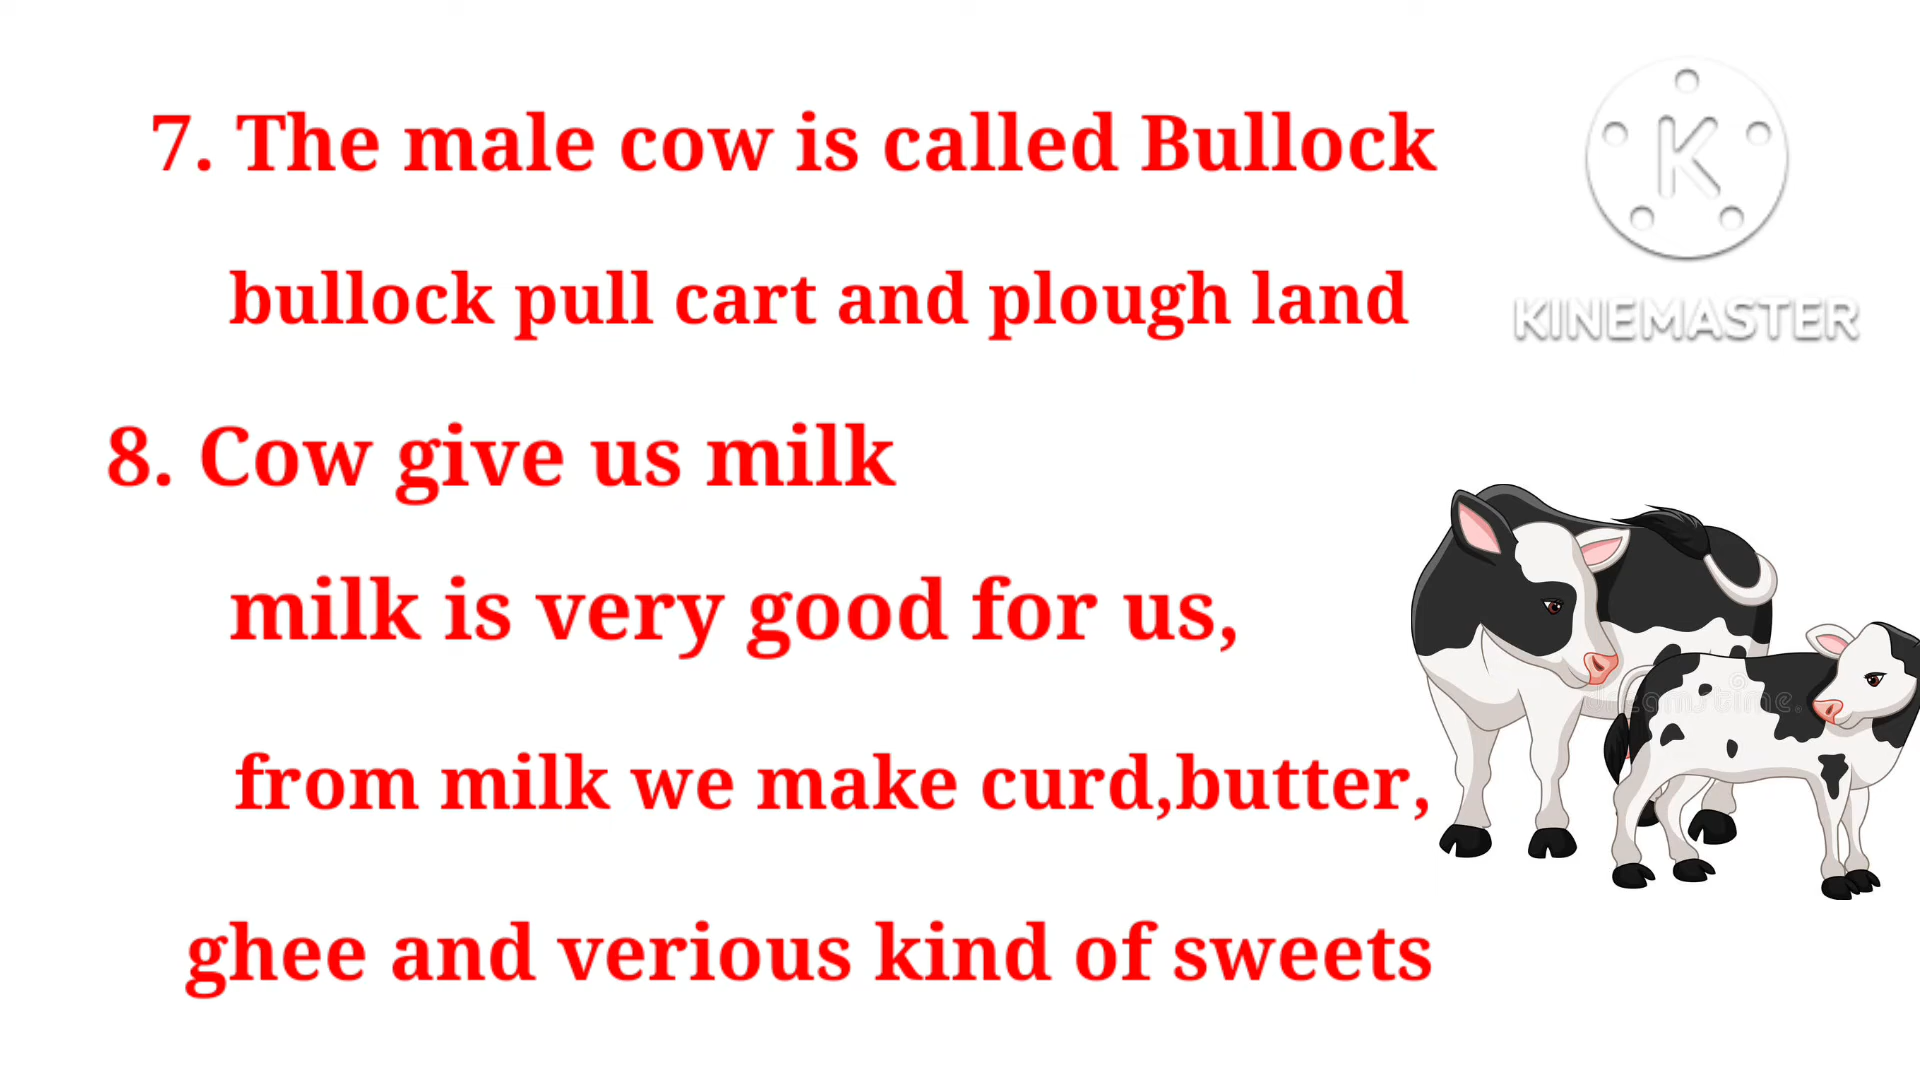 7. The male cow is called Bullock
bullock pull cart and plough land
8. Cow give us milk
milk is very good for us,
from milk we make curd,butter,
ghee and verious kind of sweets
K
KINEMASTER
dreamstime.